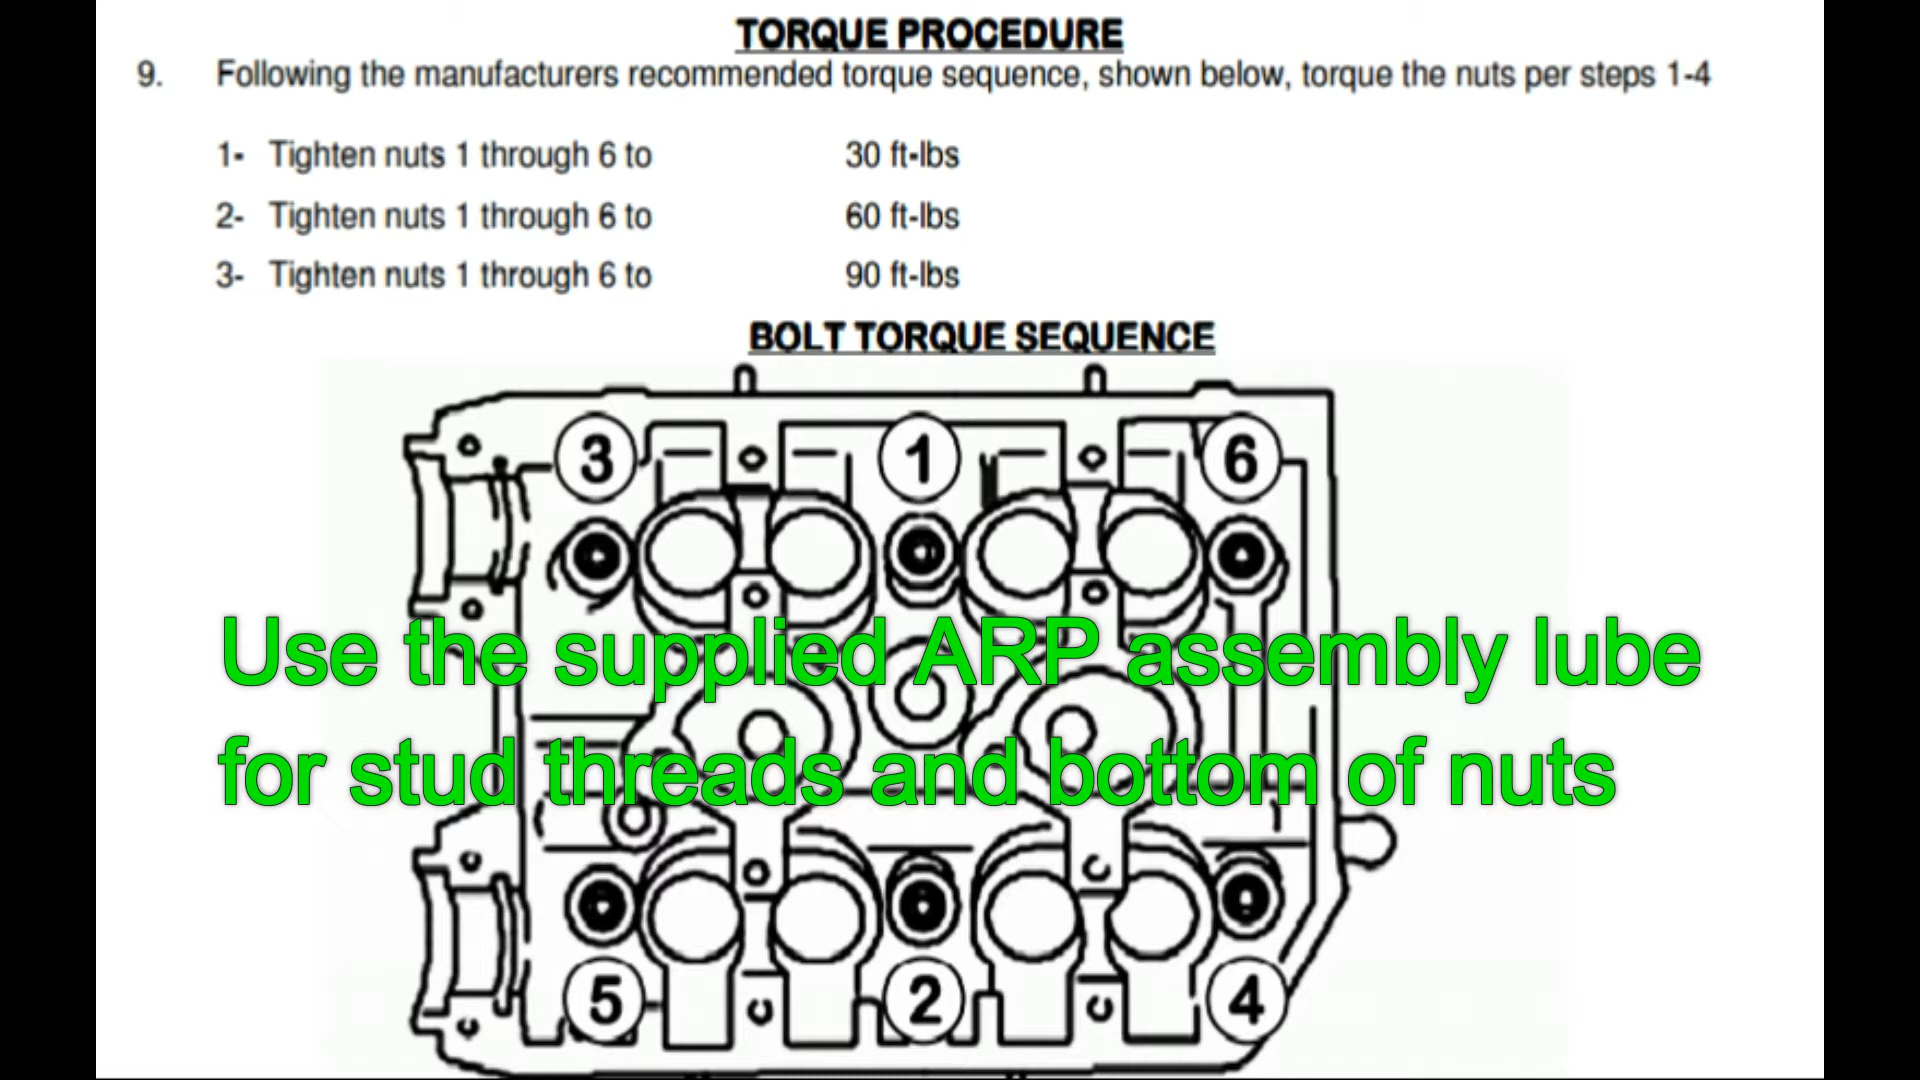 TORQUE PROCEDURE
9. Following the manufacturers recommended torque sequence, shown below, torque the nuts per steps 1-4
1- Tighten nuts 1 through 6 to 30 ft-lbs
2- Tighten nuts 1 through 6 to 60 ft-lbs
3- Tighten nuts 1 through 6 to 90 ft-lbs
BOLT TORQUE SEQUENCE
3 1 6
Use the supplied ARP assembly lube
for stud threads and bottom of nuts
5 2 4